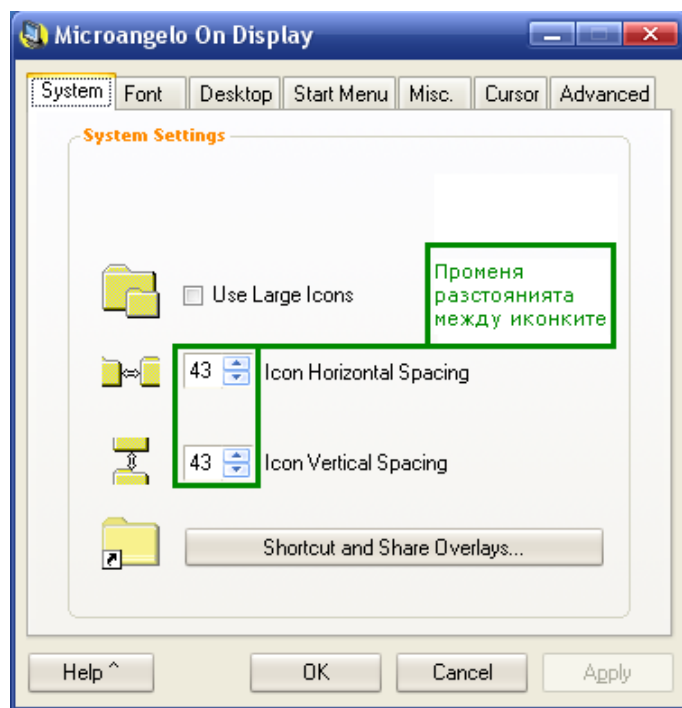 Microangelo On Display
System Font Desktop Start Menu Misc. Cursor Advanced
System Settings
Use Large Icons
Променя
разстоянията
между иконките
43 Icon Horizontal Spacing
43 Icon Vertical Spacing
Shortcut and Share Overlays...
Help ^ OK Cancel Apply